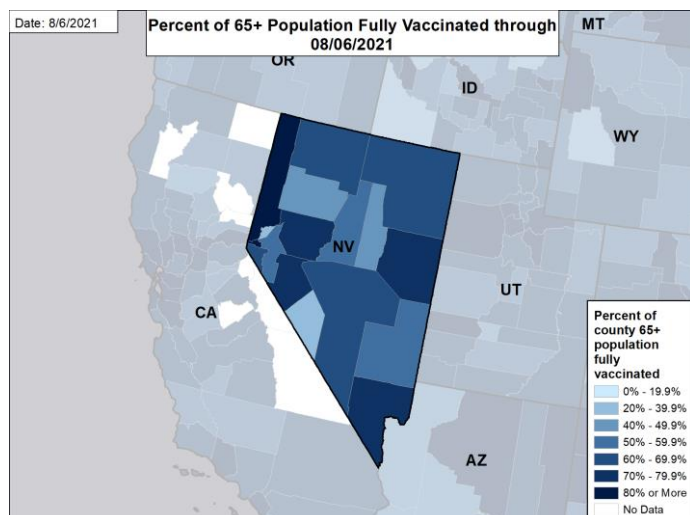 Date: 8/6/2021
Percent of 65+ Population Fully Vaccinated through
08/06/2021
MT
OR
ID
WY
NV
UT
CA
AZ
Percent of
county 65+
population
fully
vaccinated
0% - 19.9%
20% - 39.9%
40% - 49.9%
50% - 59.9%
60% - 69.9%
70% - 79.9%
80% or More
No Data